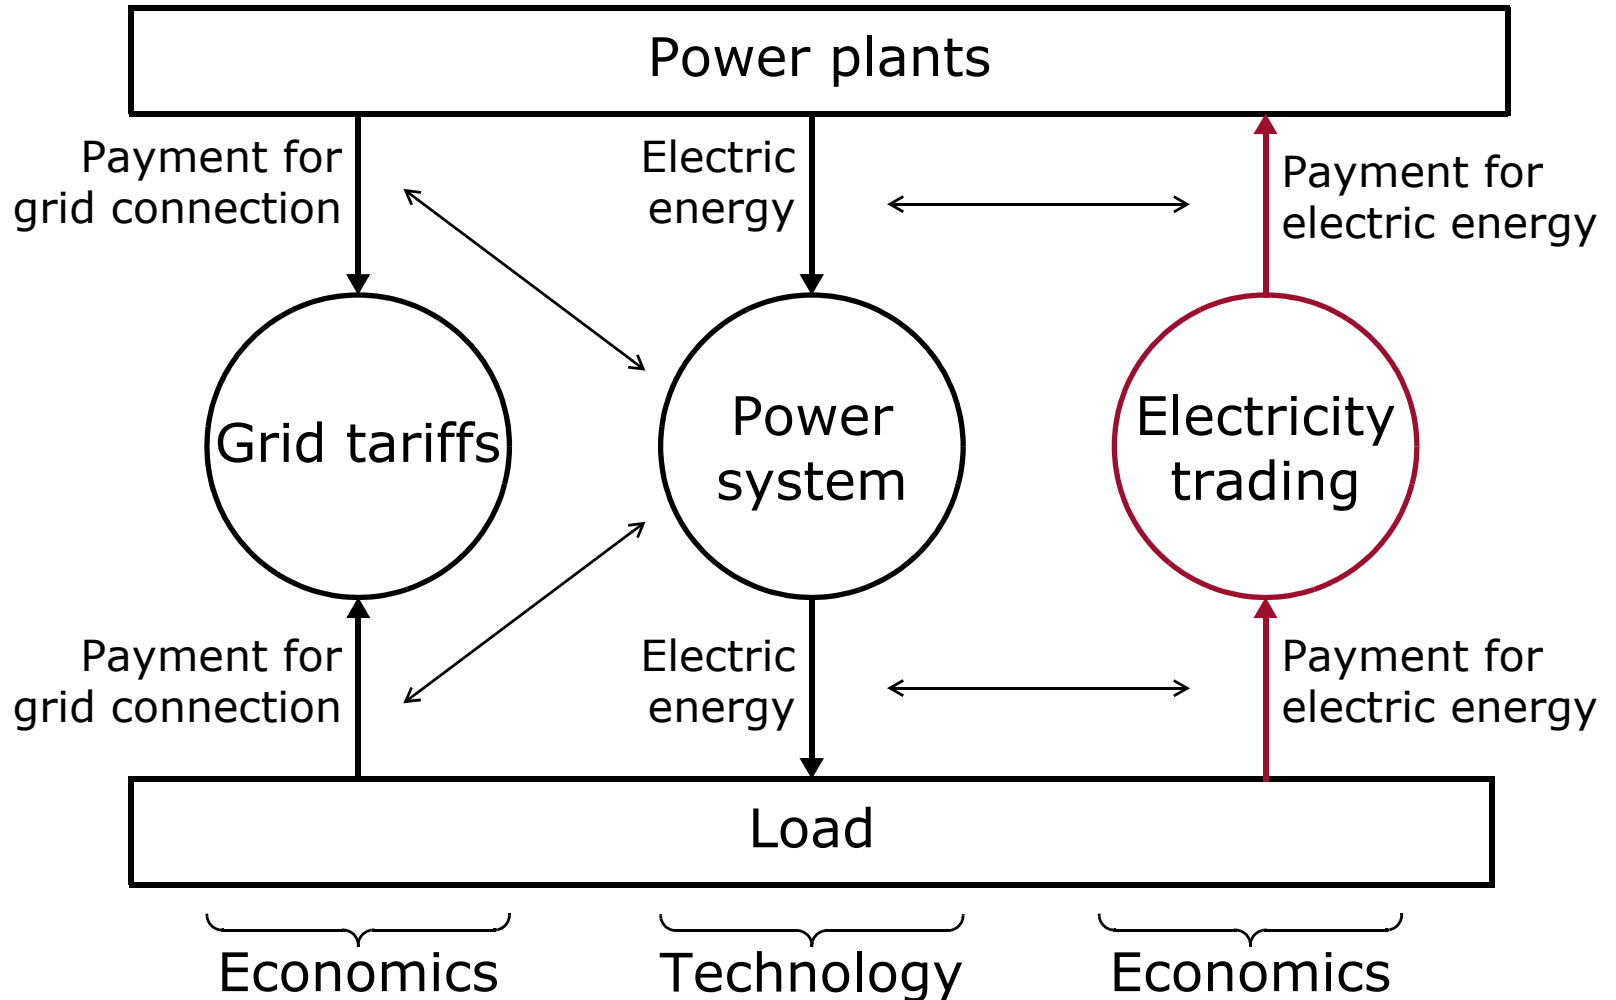 Power plants
Payment for
grid connection
Electric
energy
Payment for
electric energy
Grid tariffs
Power
system
Electricity
trading
Payment for
grid connection
Electric
energy
Payment for
electric energy
Load
Economics
Technology
Economics